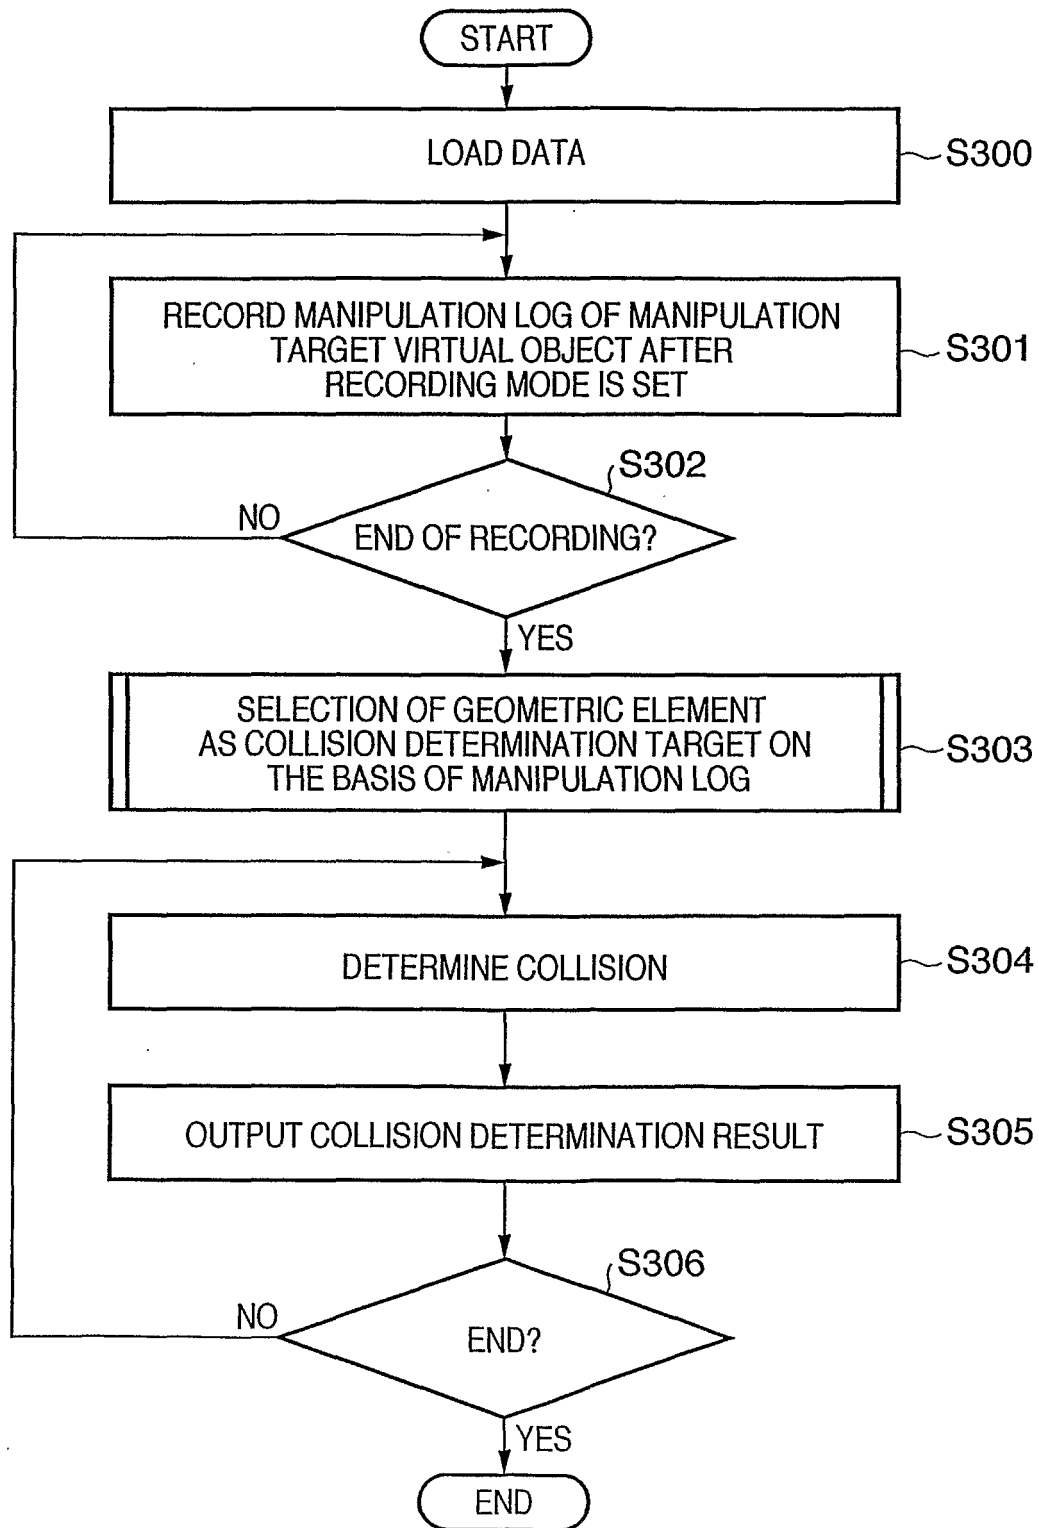 START
LOAD DATA
S300
RECORD MANIPULATION LOG OF MANIPULATION
TARGET VIRTUAL OBJECT AFTER
RECORDING MODE IS SET
S301
S302
NO
END OF RECORDING?
YES
SELECTION OF GEOMETRIC ELEMENT
AS COLLISION DETERMINATION TARGET ON
THE BASIS OF MANIPULATION LOG
S303
DETERMINE COLLISION
S304
OUTPUT COLLISION DETERMINATION RESULT
S305
S306
NO
END?
YES
END